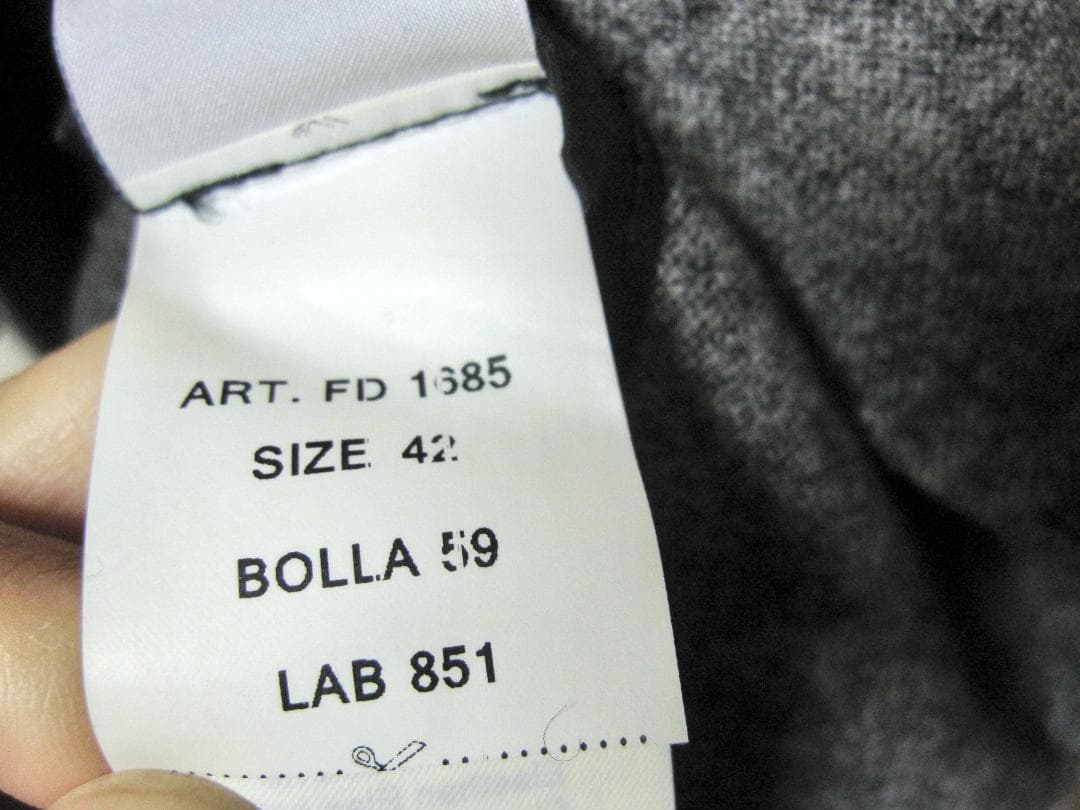 ART. FD 1685
SIZE 42
BOLLA 59
LAB 851